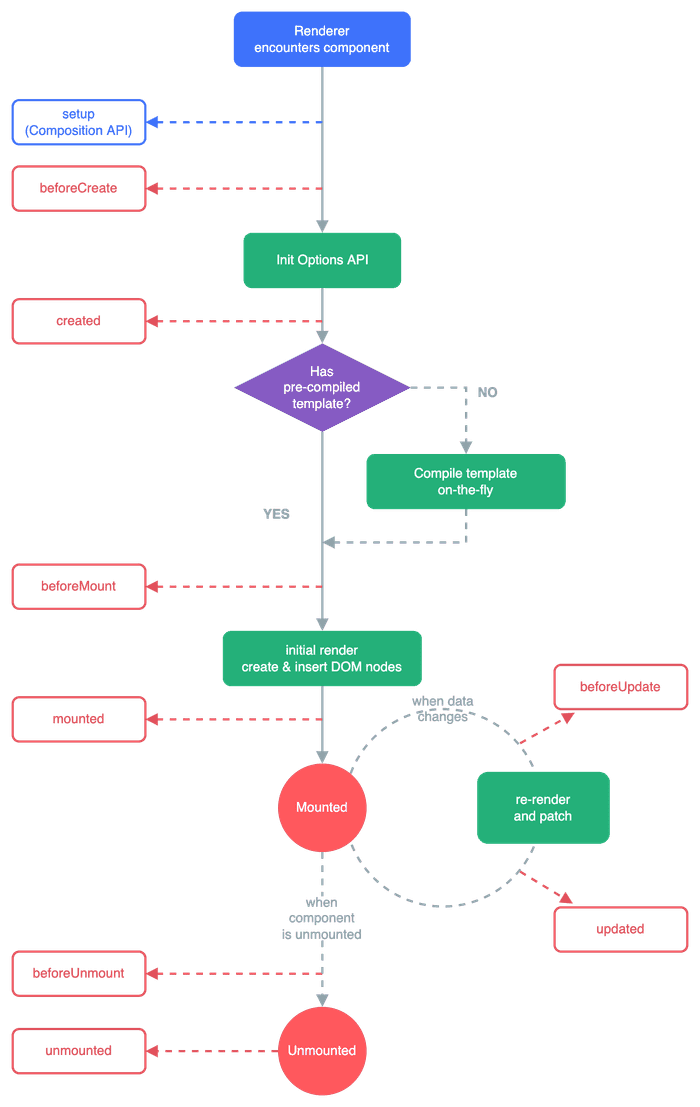 Renderer
encounters component
setup
(Composition API)
beforeCreate
Init Options API
created
Has
pre-compiled
template?
NO
Compile template
on-the-fly
YES
beforeMount
initial render
create & insert DOM nodes
beforeUpdate
mounted
when data
changes
Mounted
re-render
and patch
when
component
is unmounted
updated
beforeUnmount
unmounted
Unmounted